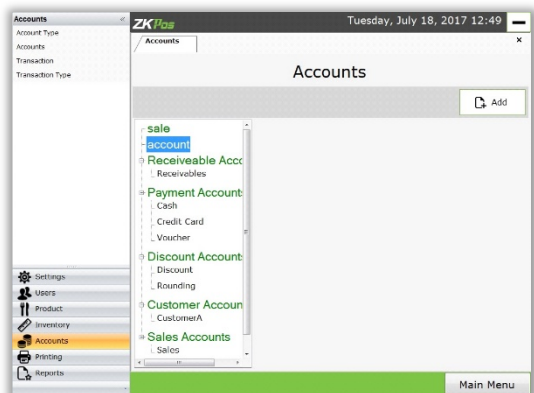 Accounts «
Account Type
Accounts
Transaction
Transaction Type
Settings
Users
Product
Inventory
Accounts
Printing
Reports
ZKPos
Tuesday, July 18, 2017 12:49
Accounts
×
Accounts
Add
sale
account
Receiveable Acco
Receivables
Payment Account
Cash
Credit Card
Voucher
Discount Account
Discount
Rounding
Customer Accoun
CustomerA
Sales Accounts
Sales
Main Menu